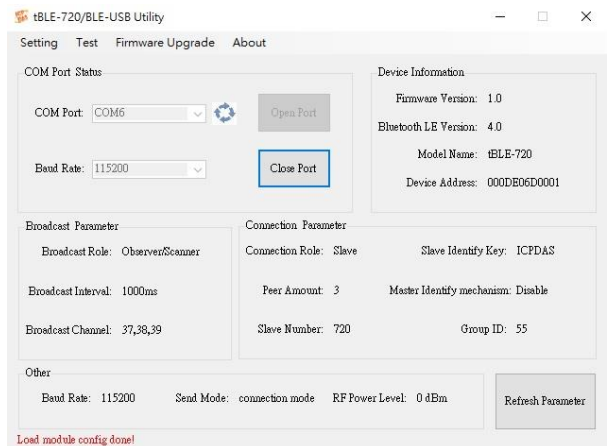 tBLE-720/BLE-USB Utility
Setting Test Firmware Upgrade About
COM Port Status
COM Port: COM6
Open Port
Baud Rate: 115200
Close Port
Device Information
Firmware Version: 1.0
Bluetooth LE Version: 4.0
Model Name: tBLE-720
Device Address: 000DE06D0001
Broadcast Parameter
Broadcast Role: Observer/Scanner
Broadcast Interval: 1000ms
Broadcast Channel: 37,38,39
Connection Parameter
Connection Role: Slave
Slave Identify Key: ICPDAS
Peer Amount: 3
Master Identify mechanism: Disable
Slave Number: 720
Group ID: 55
Other
Baud Rate: 115200 Send Mode: connection mode RF Power Level: 0 dBm
Refresh Parameter
Load module config done!